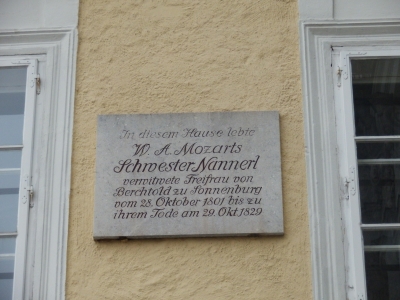 In diesem Hause lebte
W. A. Mozarts
Schwester Nannerl
verwitwete Freifrau von
Berchtold zu Sonnenburg
vom 28. Oktober 1801 bis zu
ihrem Tode am 29. Okt 1829